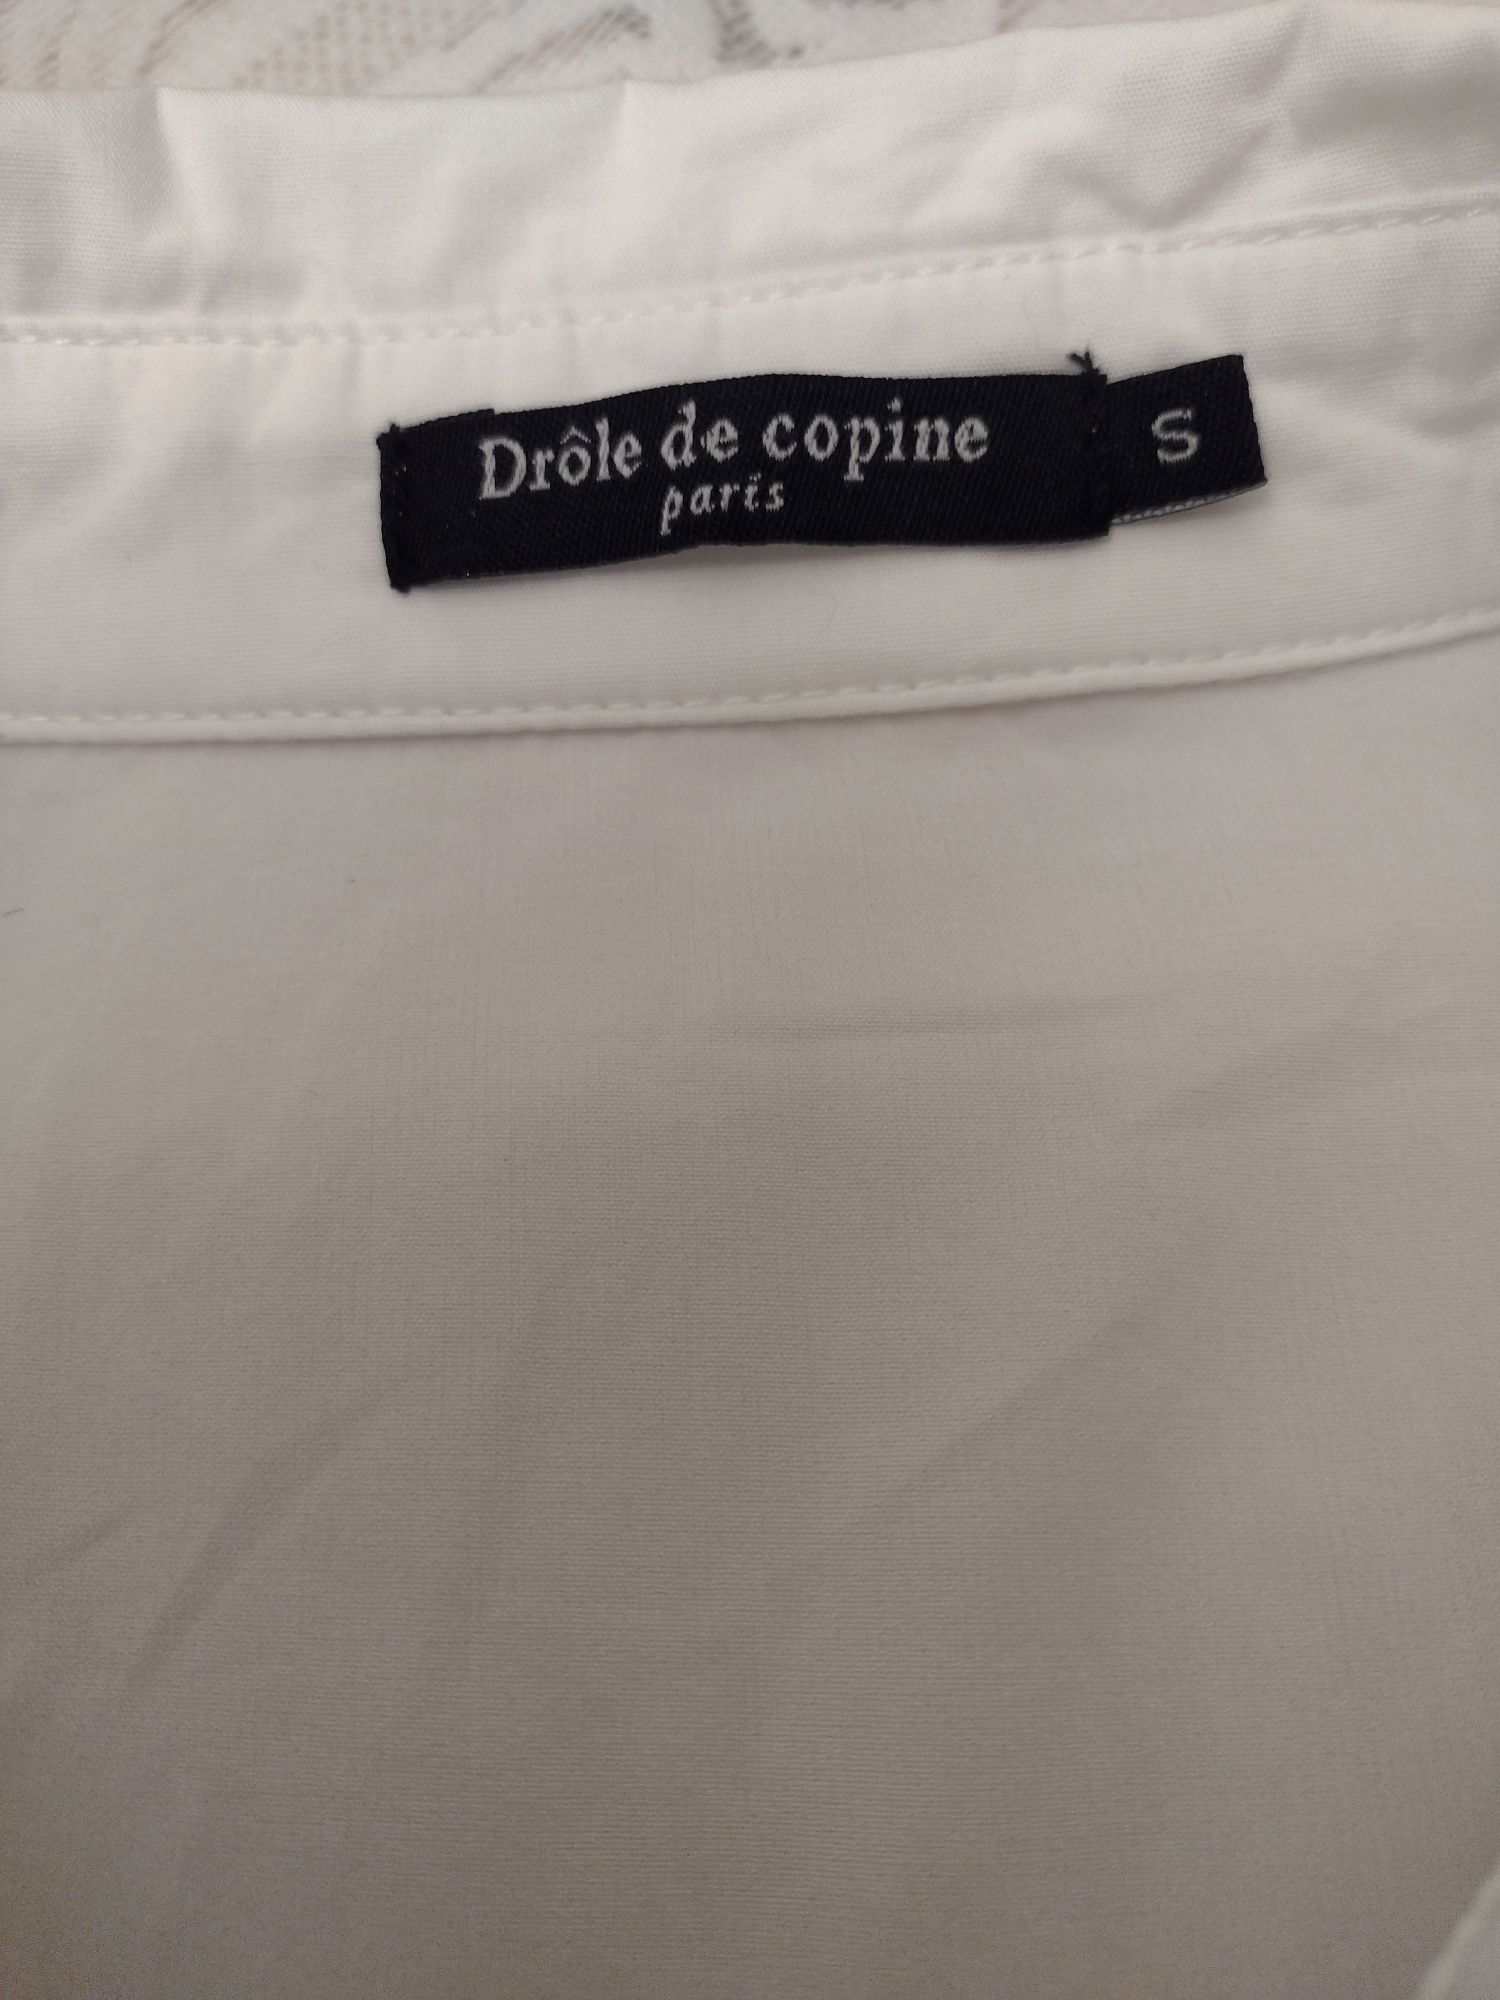 Drôle de copine
paris
S